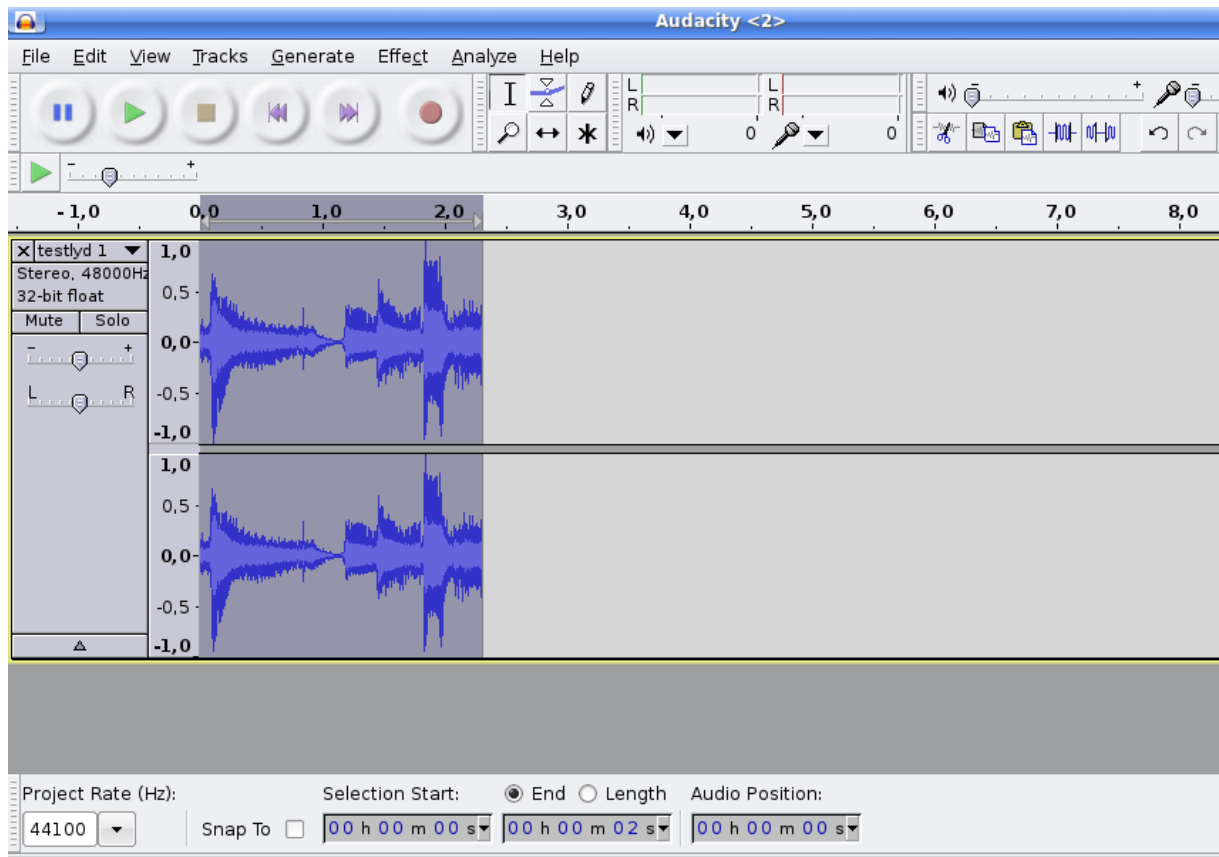 Audacity <2>
File Edit View Tracks Generate Effect Analyze Help
L
R
L
R
0
0
- +
- +
- 1,0 0,0 1,0 2,0 3,0 4,0 5,0 6,0 7,0 8,0
testlyd 1
Stereo, 48000Hz
32-bit float
Mute Solo
- +
L R
1,0
0,5
0,0
-0,5
-1,0
1,0
0,5
0,0
-0,5
-1,0
Project Rate (Hz): Selection Start: End Length Audio Position:
44100 Snap To 00 h 00 m 00 s 00 h 00 m 02 s 00 h 00 m 00 s